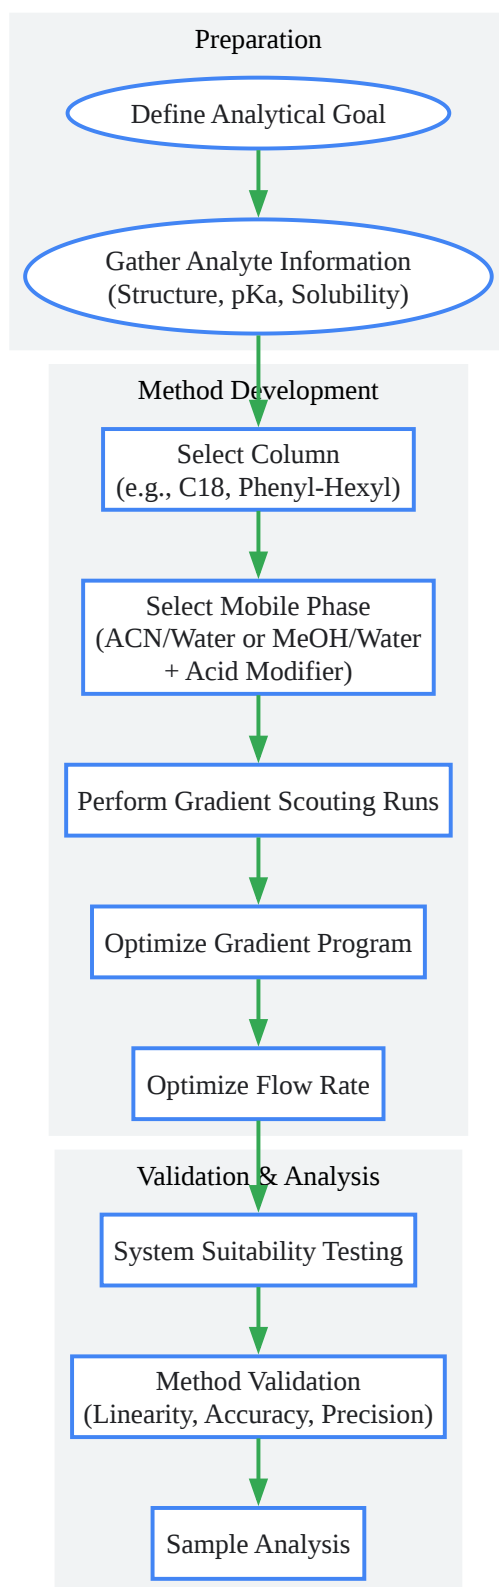 Preparation
Define Analytical Goal
Gather Analyte Information
(Structure, pKa, Solubility)
Method Development
Select Column
(e.g., C18, Phenyl-Hexyl)
Select Mobile Phase
(ACN/Water or MeOH/Water
+ Acid Modifier)
Perform Gradient Scouting Runs
Optimize Gradient Program
Optimize Flow Rate
Validation & Analysis
System Suitability Testing
Method Validation
(Linearity, Accuracy, Precision)
Sample Analysis